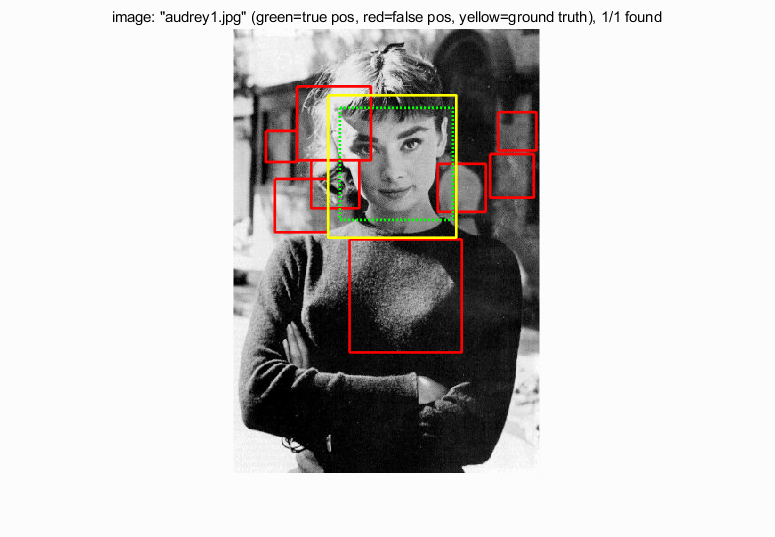 image: "audrey1.jpg" (green=true pos, red=false pos, yellow=ground truth), 1/1 found